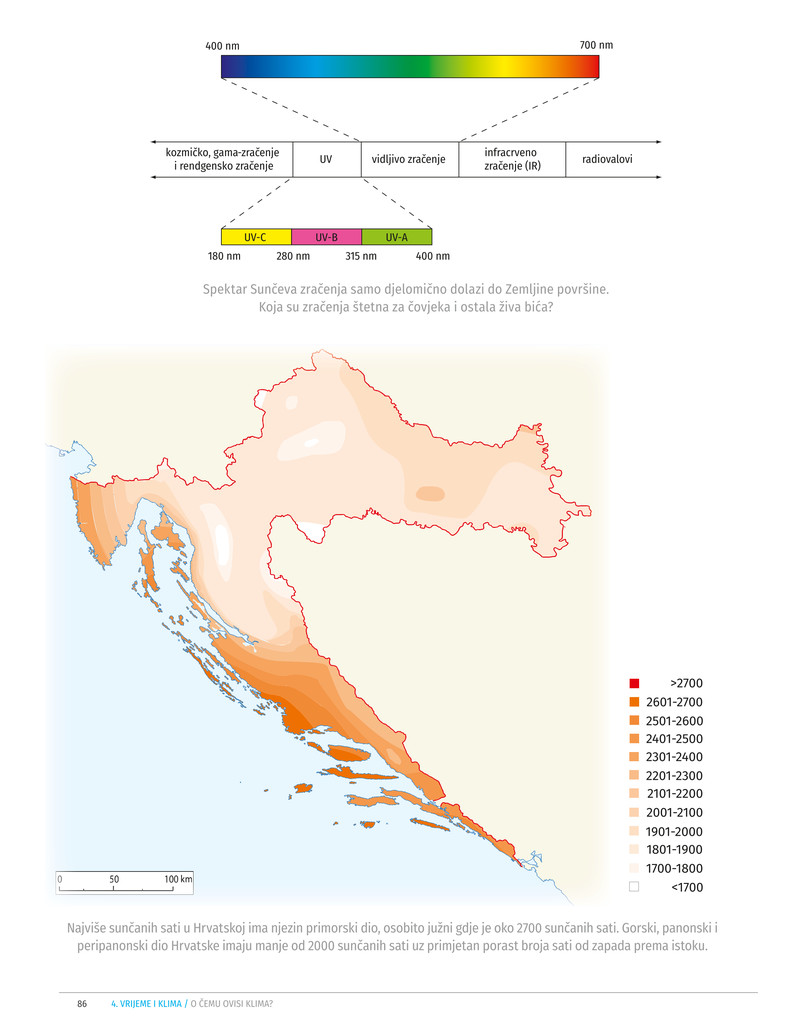 400 nm
700 nm
kozmičko, gama-zračenje
i rendgensko zračenje
UV
vidljivo zračenje
infracrveno
zračenje (IR)
radiovalovi
UV-C
UV-B
UV-A
180 nm
280 nm
315 nm
400 nm
Spektar Sunčeva zračenja samo djelomično dolazi do Zemljine površine.
Koja su zračenja štetna za čovjeka i ostala živa bića?
>2700
2601-2700
2501-2600
2401-2500
2301-2400
2201-2300
2101-2200
2001-2100
1901-2000
1801-1900
1700-1800
<1700
0 50 100 km
Najviše sunčanih sati u Hrvatskoj ima njezin primorski dio, osobito južni gdje je oko 2700 sunčanih sati. Gorski, panonski i
peripanonski dio Hrvatske imaju manje od 2000 sunčanih sati uz primjetan porast broja sati od zapada prema istoku.
86 4. VRIJEME I KLIMA / O ČEMU OVISI KLIMA?